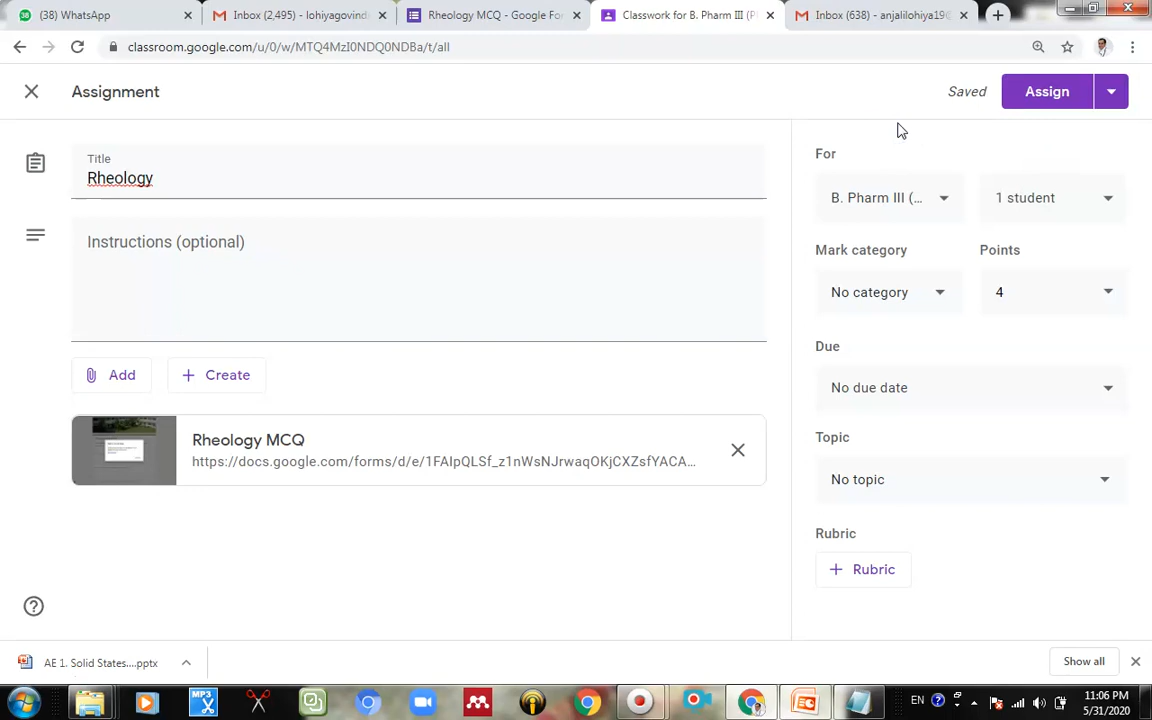 (38) WhatsApp
Inbox (2,495) - lohiyagovind
Rheology MCQ - Google Fo
Classwork for B. Pharm III (P
Inbox (638) - anjalilohiya19@
classroom.google.com/u/0/w/MTQ4MzI0NDQ0NDBa/t/all
Assignment
Saved
Assign
Title
Rheology
Instructions (optional)
Add
Create
Rheology MCQ
https://docs.google.com/forms/d/e/1FAIpQLSf_z1nWsNJrwaqOKjCXZsfYACA...
For
B. Pharm III (...
1 student
Mark category
Points
No category
4
Due
No due date
Topic
No topic
Rubric
Rubric
AE 1. Solid States....pptx
Show all
MP3
EN
11:06 PM
5/31/2020